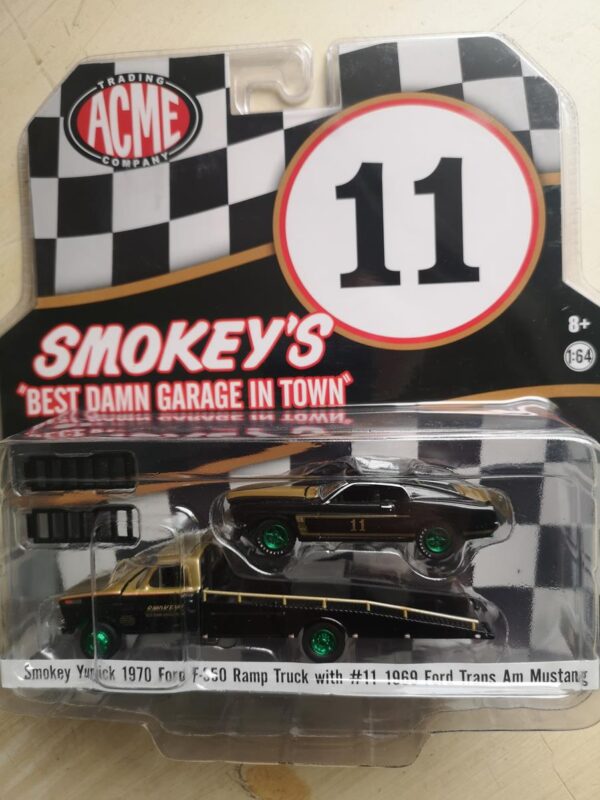 TRADING
ACME
COMPANY
11
SMOKEY'S
"BEST DAMN GARAGE IN TOWN"
8+
1:64
11
SMOKEY'S
Smokey Yunick 1970 Ford F-350 Ramp Truck with #11 1969 Ford Trans Am Mustang